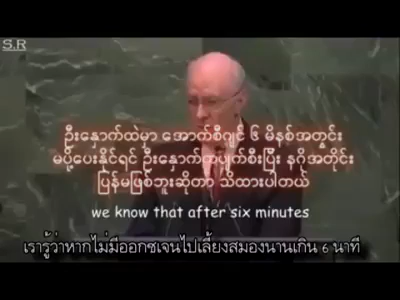 S.R
ဦးနှောက်ထဲမှာ အောက်စီဂျင် ၆ မိနစ်အတွင်း
မပို့ပေးနိုင်ရင် ဦးနှောက်ကပျက်စီးပြီး နဂိုအတိုင်း
ပြန်မဖြစ်ဘူးဆိုတာ သိထားပါတယ်
we know that after six minutes
เรารู้ว่าหากไม่มีออกซเจนไปเลี้ยงสมองนานเกิน 6 นาที